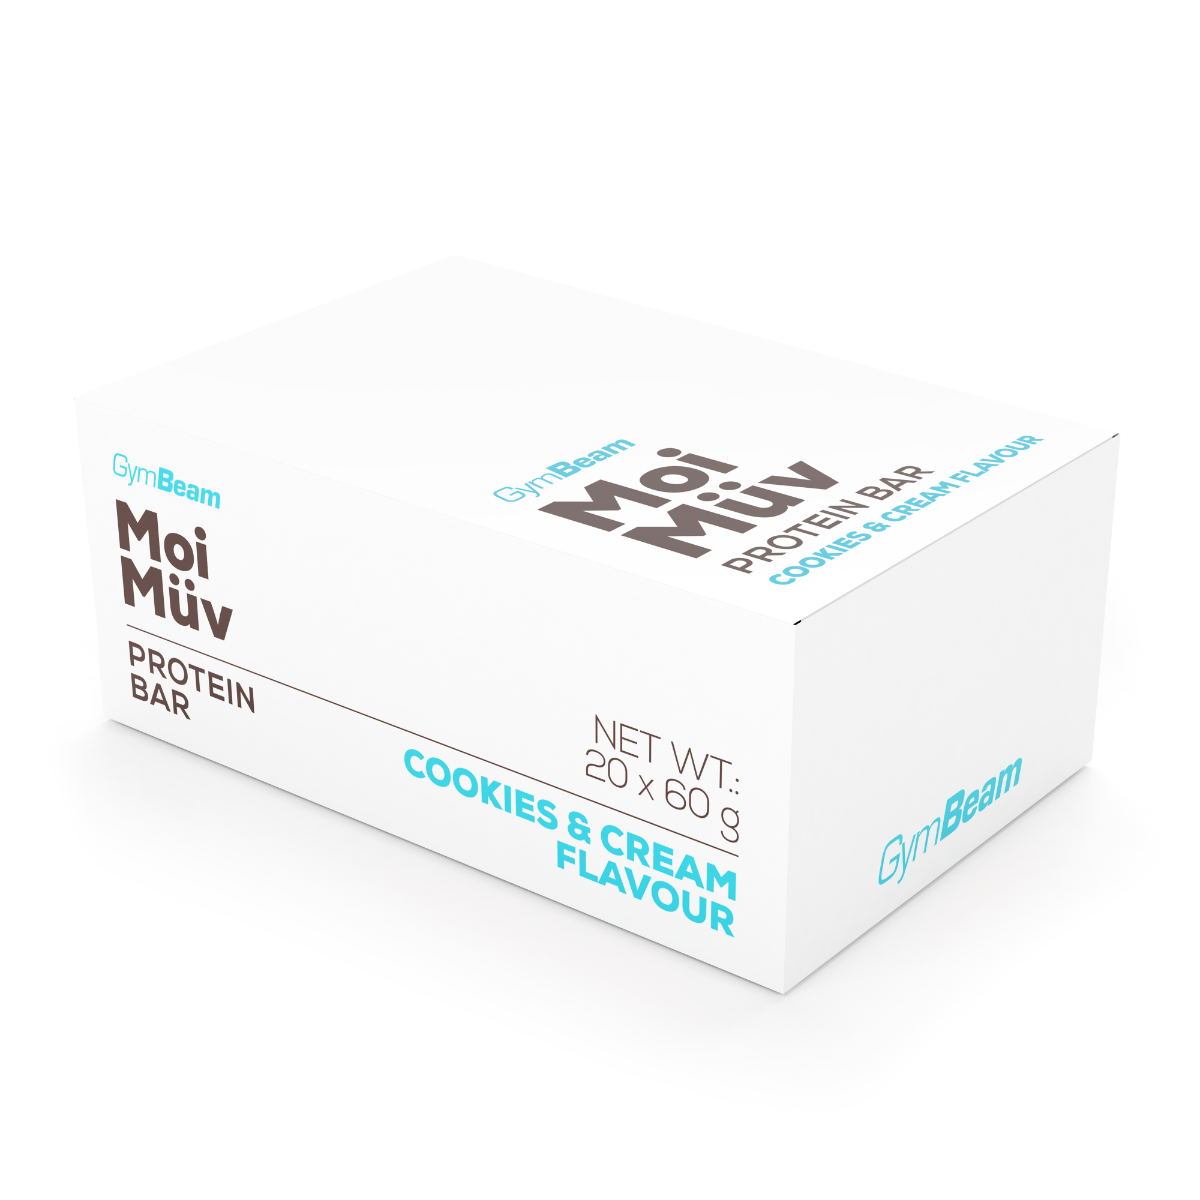 GymBeam
Moi
Müv
PROTEIN BAR
COOKIES & CREAM FLAVOUR
GymBeam
Moi
Müv
PROTEIN
BAR
NET WT.:
20 x 60 g
COOKIES & CREAM
FLAVOUR
GymBeam